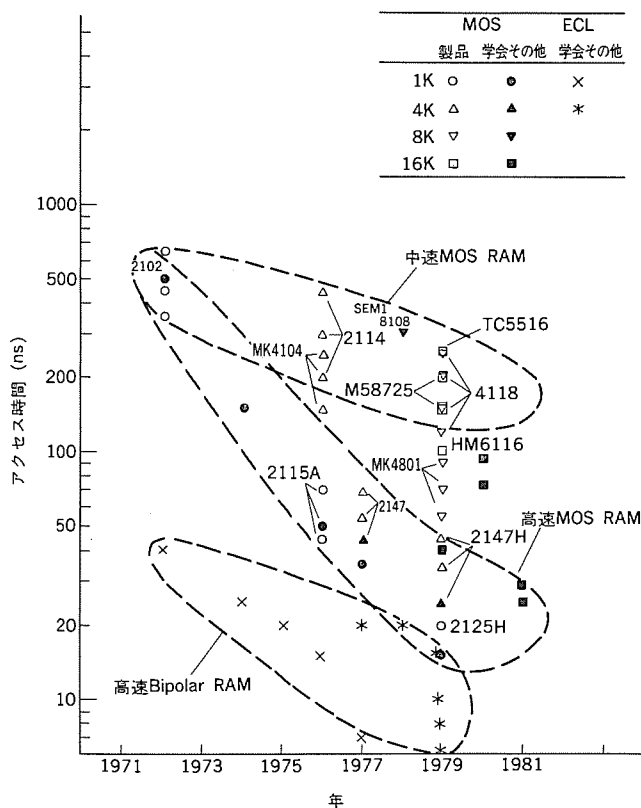 MOS ECL
製品 学会その他 学会その他
1K
4K
8K
16K
1000
500
200
100
50
20
10
アクセス時間 (ns)
2102
中速MOS RAM
SEM1
8108
TC5516
MK4104
2114
M58725
4118
HM6116
MK4801
2115A
2147
高速MOS RAM
2147H
2125H
高速Bipolar RAM
1971 1973 1975 1977 1979 1981
年